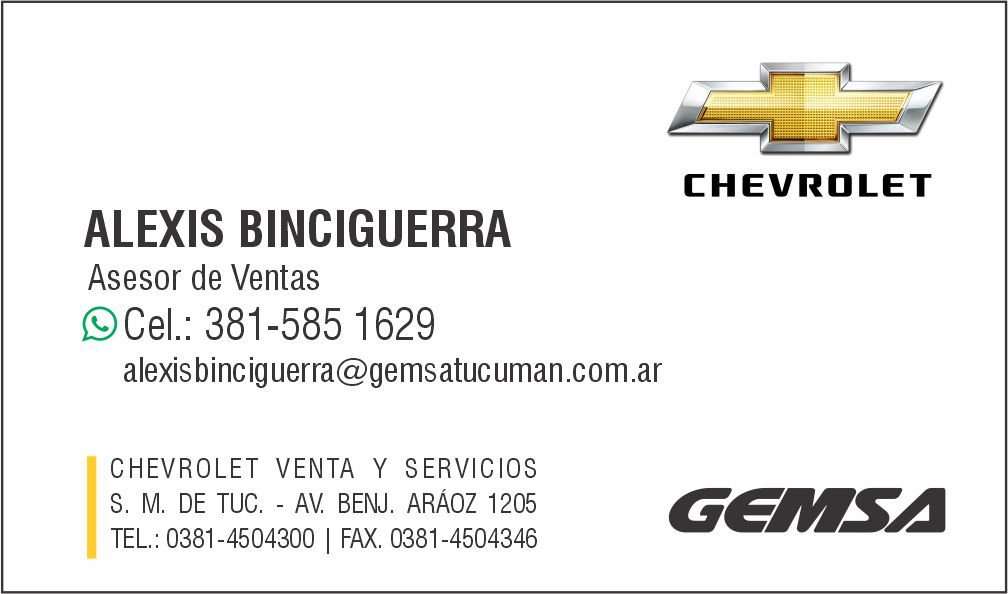 CHEVROLET
ALEXIS BINCIGUERRA
Asesor de Ventas
Cel.: 381-585 1629
alexisbinciguerra@gemsatucuman.com.ar
CHEVROLET VENTA Y SERVICIOS
S. M. DE TUC. - AV. BENJ. ARÁOZ 1205
TEL.: 0381-4504300 | FAX. 0381-4504346
GEMSA